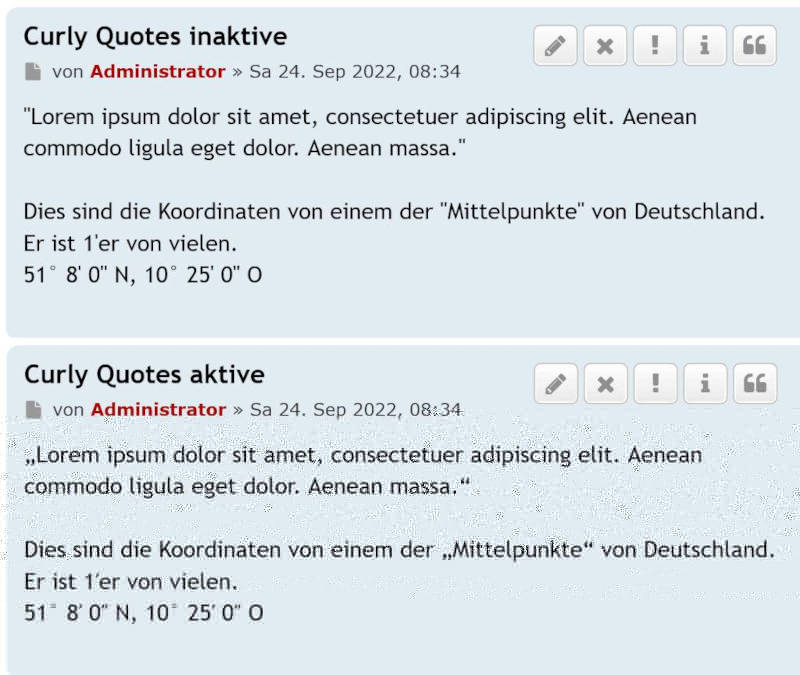 Curly Quotes inaktive
von Administrator » Sa 24. Sep 2022, 08:34
"Lorem ipsum dolor sit amet, consectetuer adipiscing elit. Aenean
commodo ligula eget dolor. Aenean massa."
Dies sind die Koordinaten von einem der "Mittelpunkte" von Deutschland.
Er ist 1'er von vielen.
51° 8' 0" N, 10° 25' 0" O
Curly Quotes aktive
von Administrator » Sa 24. Sep 2022, 08:34
„Lorem ipsum dolor sit amet, consectetuer adipiscing elit. Aenean
commodo ligula eget dolor. Aenean massa.“
Dies sind die Koordinaten von einem der „Mittelpunkte“ von Deutschland.
Er ist 1‘er von vielen.
51° 8′ 0″ N, 10° 25′ 0″ O